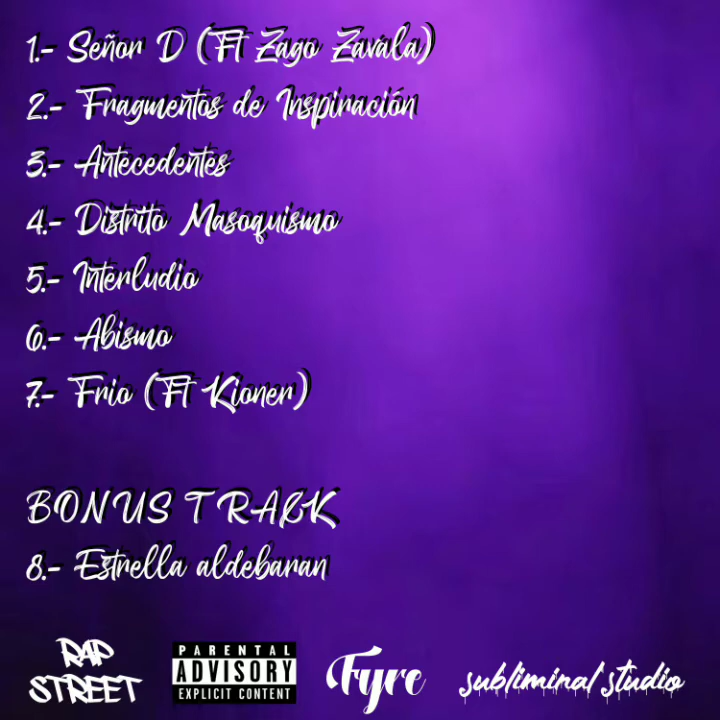 1.- Señor D (Ft Zago Zavala)
2.- Fragmentos de Inspiración
3.- Antecedentes
4.- Distrito Masoquismo
5.- Interludio
6.- Abismo
7.- Frio (Ft Kioner)
BONUS TRACK
8.- Estrella aldebaran
RAP
STREET
PARENTAL
ADVISORY
EXPLICIT CONTENT
Fyre
subliminal studio